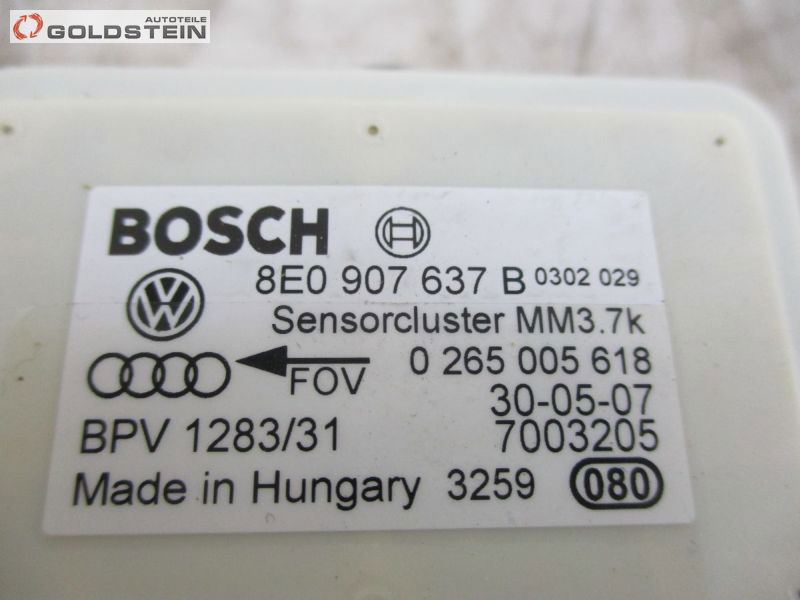 AUTOTEILE
GOLDSTEIN
BOSCH
8E0 907 637 B 0302 029
Sensorcluster MM3.7k
FOV 0 265 005 618
30-05-07
BPV 1283/31 7003205
Made in Hungary 3259 080